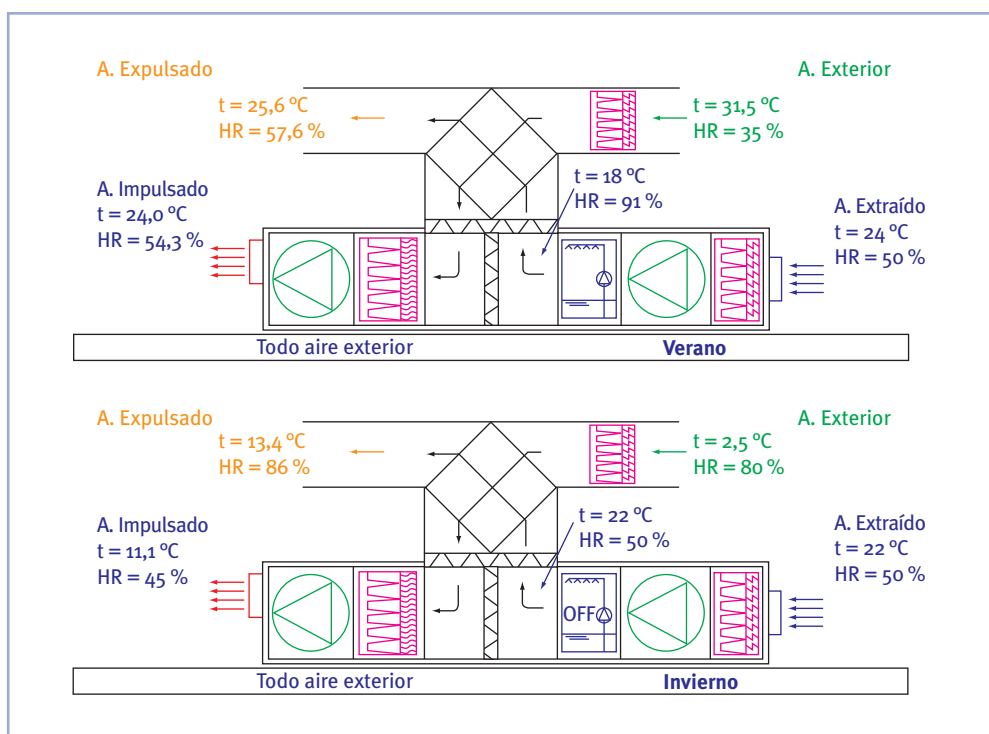 A. Expulsado
A. Exterior
t = 25,6 ºC
HR = 57,6 %
t = 31,5 ºC
HR = 35 %
A. Impulsado
t = 24,0 ºC
HR = 54,3 %
t = 18 ºC
HR = 91 %
A. Extraído
t = 24 ºC
HR = 50 %
Todo aire exterior
Verano
A. Expulsado
A. Exterior
t = 13,4 ºC
HR = 86 %
t = 2,5 ºC
HR = 80 %
A. Impulsado
t = 11,1 ºC
HR = 45 %
t = 22 ºC
HR = 50 %
A. Extraído
t = 22 ºC
HR = 50 %
OFF
Todo aire exterior
Invierno